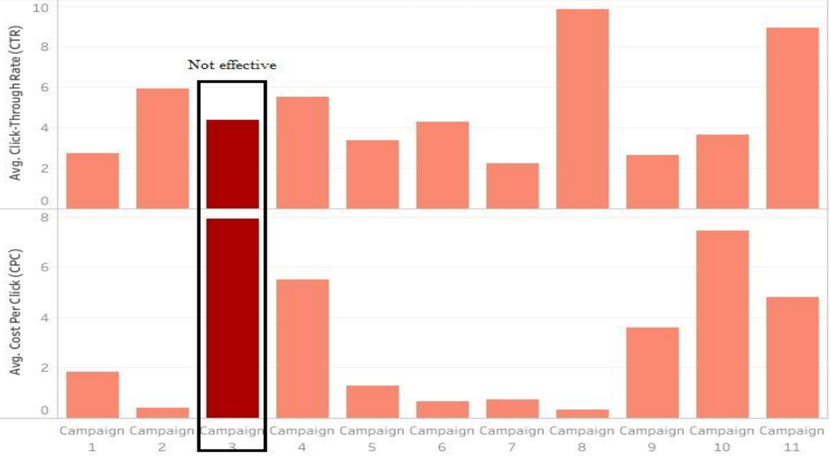 Avg. Click-Through Rate (CTR)
10
8
6
4
2
0
Not effective
Avg. Cost Per Click (CPC)
8
6
4
2
0
Campaign 1
Campaign 2
Campaign 3
Campaign 4
Campaign 5
Campaign 6
Campaign 7
Campaign 8
Campaign 9
Campaign 10
Campaign 11